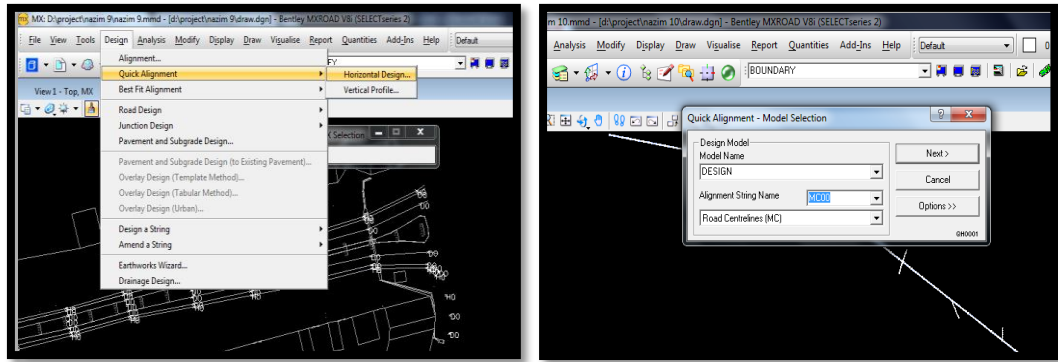 MX: D:\project\nazim 9\nazim 9.mmd - [d:\project\nazim 9\draw.dgn] - Bentley MXROAD V8i (SELECTseries 2)
File View Tools Design Analysis Modify Display Draw Visualise Report Quantities Add-Ins Help Default
Alignment...
Quick Alignment
Horizontal Design...
View 1 - Top, MX
Best Fit Alignment
Vertical Profile...
Road Design
Junction Design
Selection
Pavement and Subgrade Design...
Pavement and Subgrade Design (to Existing Pavement)...
Overlay Design (Template Method)...
Overlay Design (Tabular Method)...
Overlay Design (Urban)...
Design a String
Amend a String
Earthworks Wizard...
Drainage Design...
m 10.mmd - [d:\project\nazim 10\draw.dgn] - Bentley MXROAD V8i (SELECTseries 2)
Analysis Modify Display Draw Visualise Report Quantities Add-Ins Help Default 0
BOUNDARY
Quick Alignment - Model Selection
Design Model
Model Name
Next >
DESIGN
Cancel
Alignment String Name MC00
Options >>
Road Centrelines (MC)
QH0001